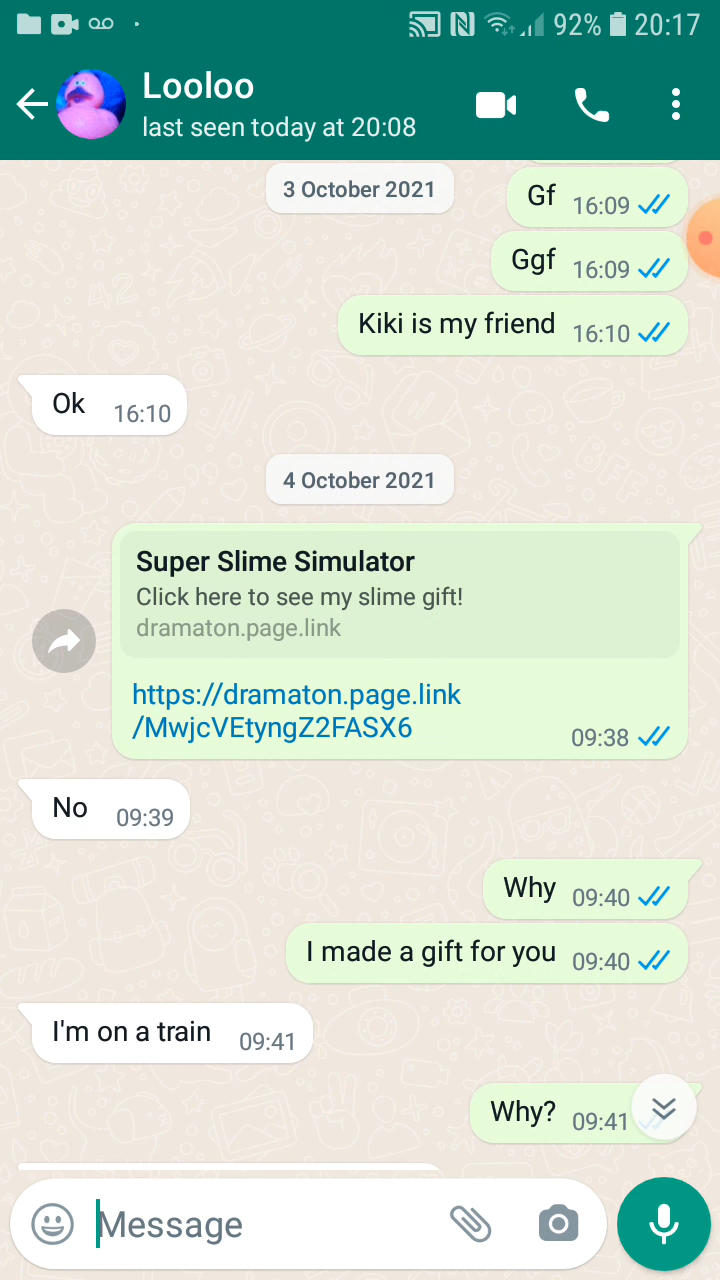 92% 20:17
Looloo
last seen today at 20:08
3 October 2021
Gf 16:09
Ggf 16:09
Kiki is my friend 16:10
Ok 16:10
4 October 2021
Super Slime Simulator
Click here to see my slime gift!
dramaton.page.link
https://dramaton.page.link
/MwjcVEtyngZ2FASX6 09:38
No 09:39
Why 09:40
I made a gift for you 09:40
I'm on a train 09:41
Why? 09:41
Message